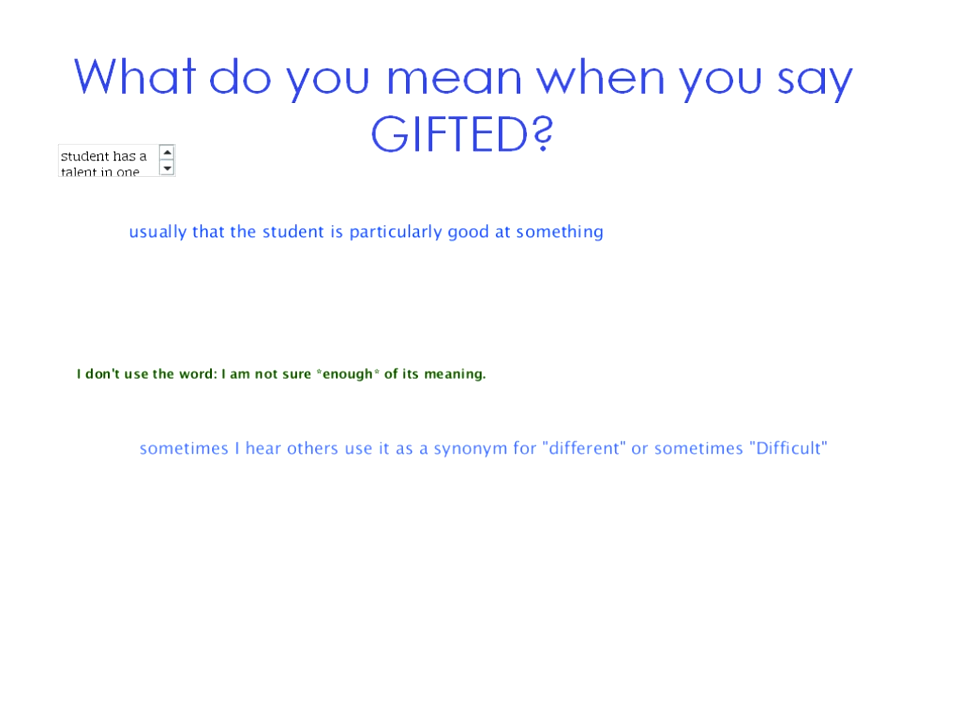 What do you mean when you say
GIFTED?
student has a
talent in one
usually that the student is particularly good at something
I don't use the word: I am not sure *enough* of its meaning.
sometimes I hear others use it as a synonym for "different" or sometimes "Difficult"